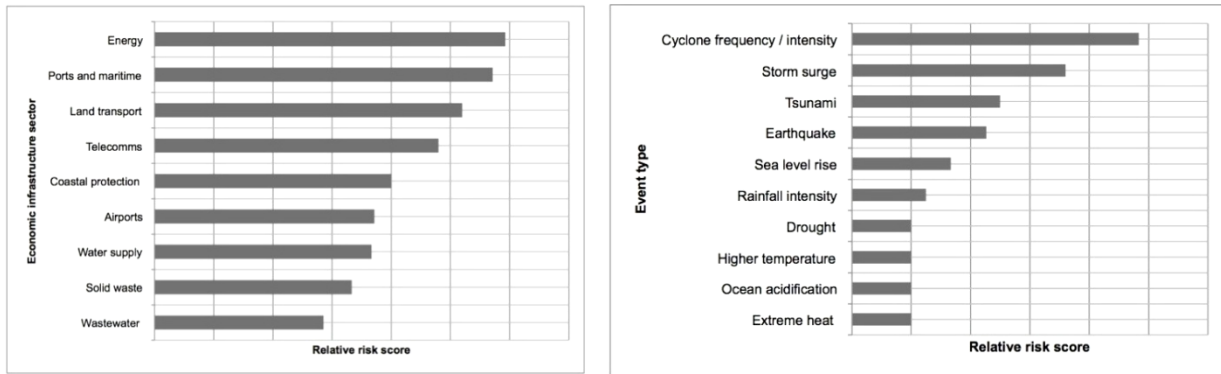 Economic infrastructure sector
Energy
Ports and maritime
Land transport
Telecomms
Coastal protection
Airports
Water supply
Solid waste
Wastewater
Relative risk score
Event type
Cyclone frequency / intensity
Storm surge
Tsunami
Earthquake
Sea level rise
Rainfall intensity
Drought
Higher temperature
Ocean acidification
Extreme heat
Relative risk score